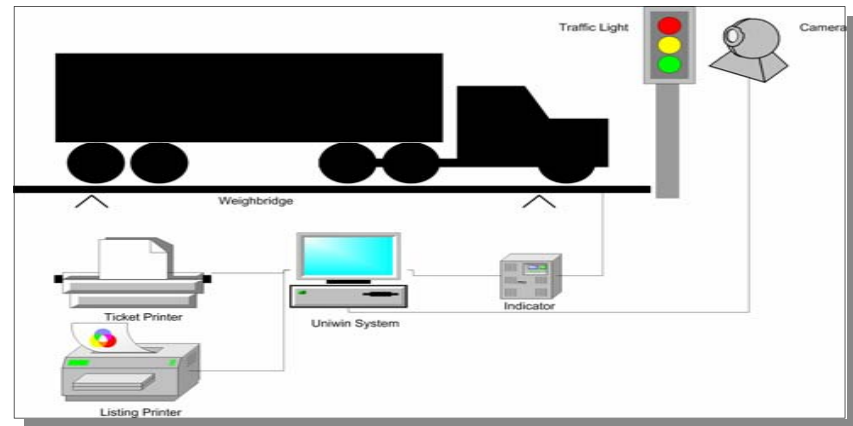 Traffic Light
Camera
Weighbridge
Ticket Printer
Uniwin System
Indicator
Listing Printer